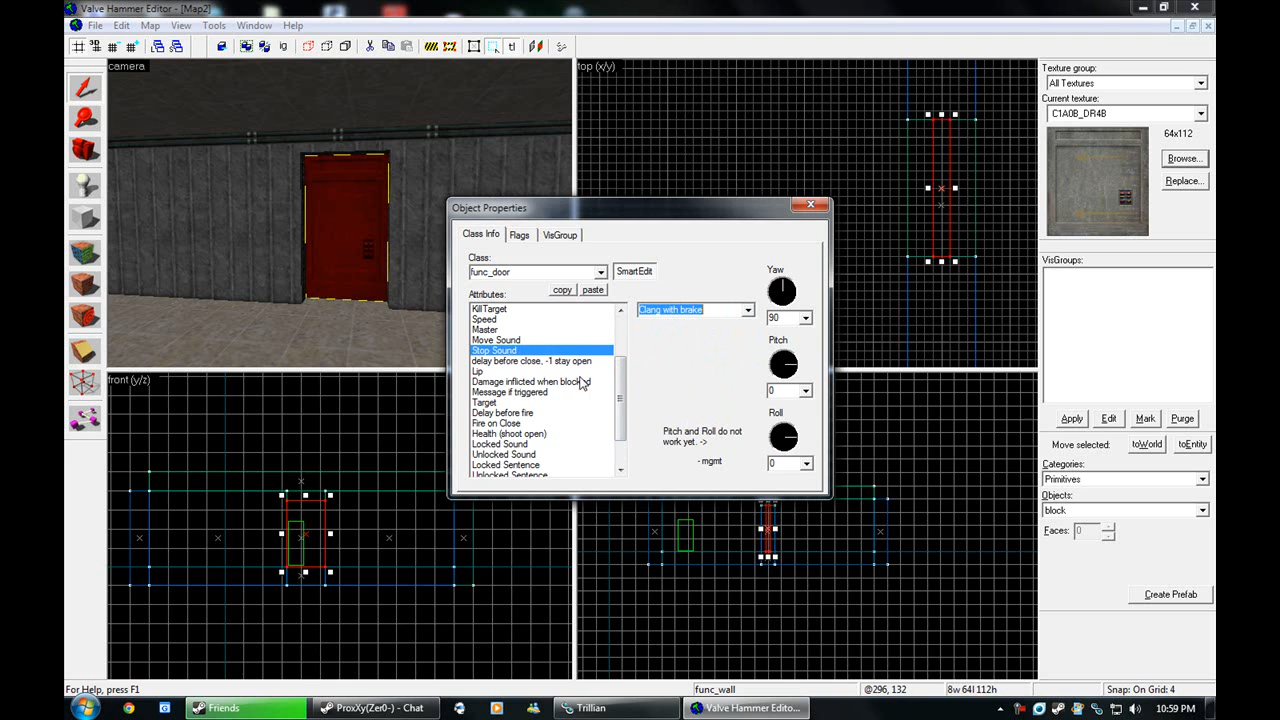 Valve Hammer Editor - [Map2]
File Edit Map View Tools Window Help
camera
top (x/y)
front (y/z)
Texture group:
All Textures
Current texture:
C1A0B_DR4B
64x112
Browse...
Replace...
Object Properties
Class Info Flags VisGroup
Class:
func_door
SmartEdit
copy paste
Attributes:
KillTarget
Speed
Master
Move Sound
Stop Sound
delay before close, -1 stay open
Lip
Damage inflicted when blocked
Message if triggered
Target
Delay before fire
Fire on Close
Health (shoot open)
Locked Sound
Unlocked Sound
Locked Sentence
Unlocked Sentence
Clang with brake
Yaw
90
Pitch
0
Roll
0
Pitch and Roll do not
work yet. ->
- mgmt
VisGroups:
Apply Edit Mark Purge
Move selected: toWorld toEntity
Categories:
Primitives
Objects:
block
Faces: 0
Create Prefab
For Help, press F1
func_wall
@296, 132
8w 64l 112h
Snap: On Grid: 4
Friends
ProxXy(Zer0-) - Chat
Trillian
Valve Hammer Edito...
10:59 PM